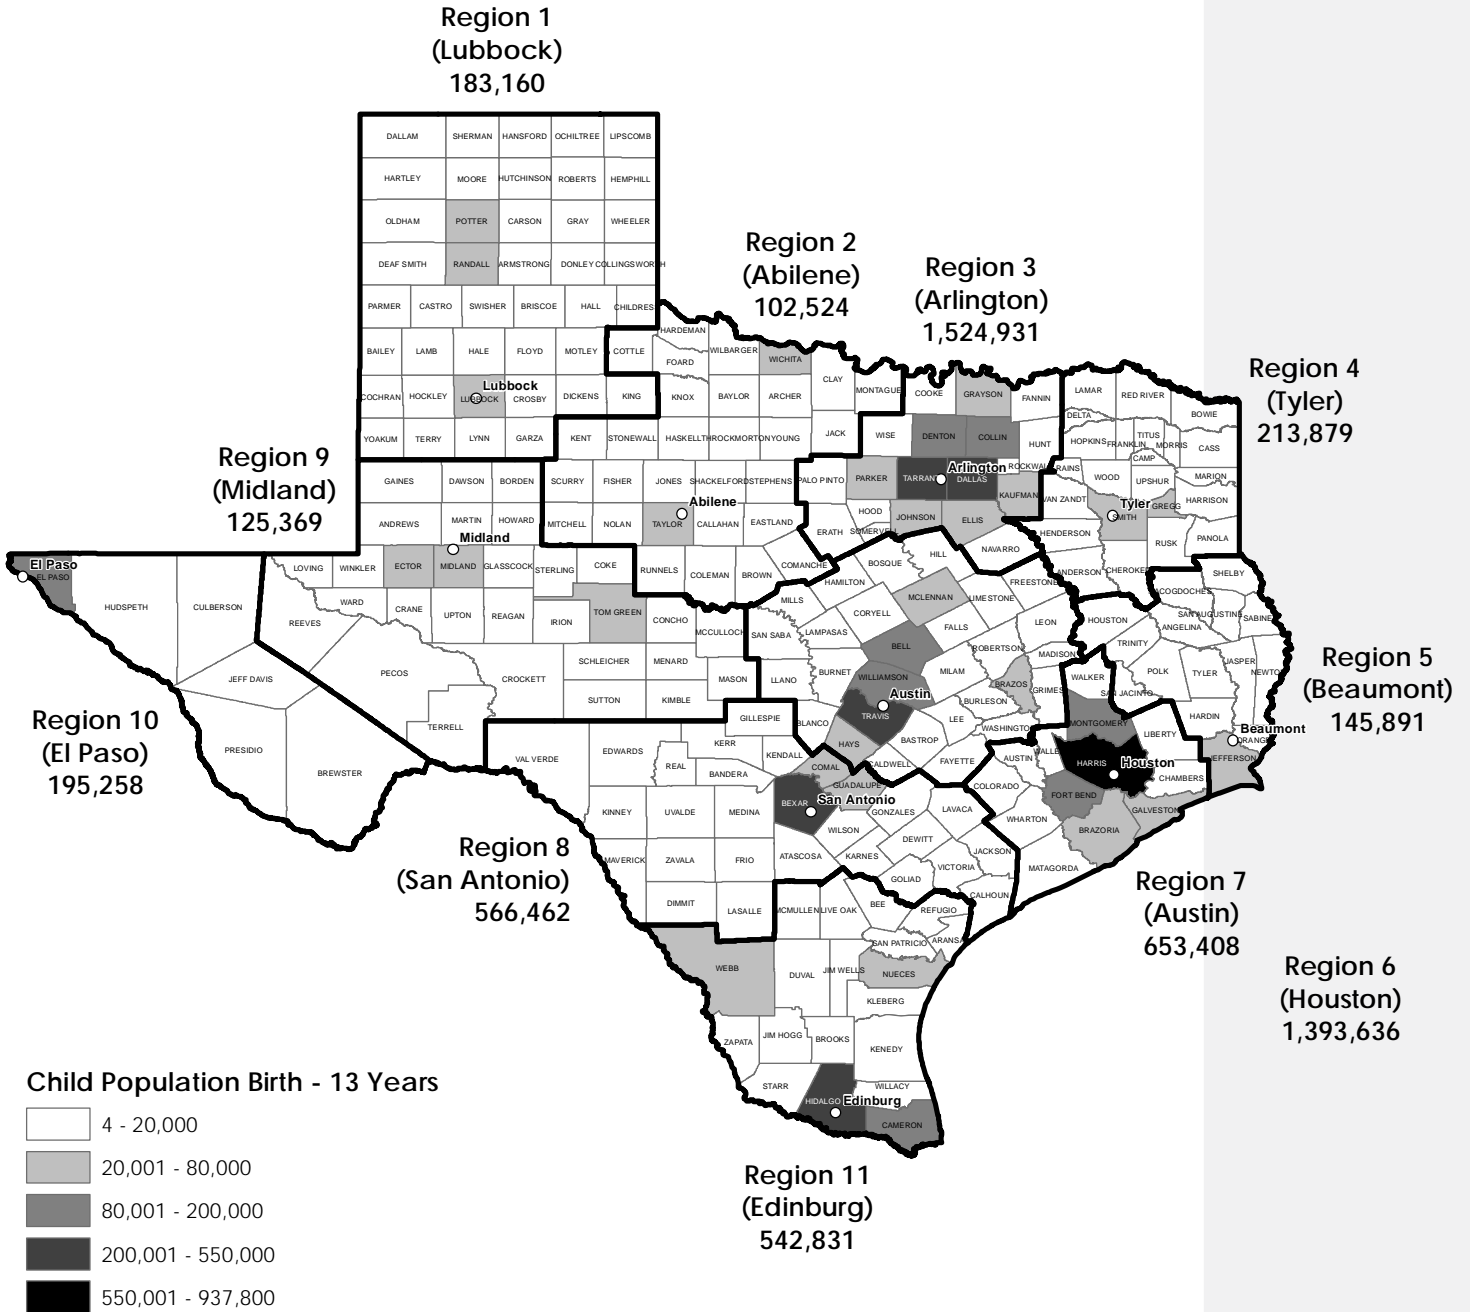 Region 1
(Lubbock)
183,160
Region 2
(Abilene)
102,524
Region 3
(Arlington)
1,524,931
Region 4
(Tyler)
213,879
Region 9
(Midland)
125,369
Region 10
(El Paso)
195,258
Region 5
(Beaumont)
145,891
Region 8
(San Antonio)
566,462
Region 7
(Austin)
653,408
Region 6
(Houston)
1,393,636
Region 11
(Edinburg)
542,831
DALLAM SHERMAN HANSFORD OCHILTREE LIPSCOMB
HARTLEY MOORE HUTCHINSON ROBERTS HEMPHILL
OLDHAM POTTER CARSON GRAY WHEELER
DEAF SMITH RANDALL ARMSTRONG DONLEY COLLINGSWORTH
PARMER CASTRO SWISHER BRISCOE HALL CHILDRES
BAILEY LAMB HALE FLOYD MOTLEY COTTLE
HARDEMAN FOARD WILBARGER WICHITA CLAY MONTAGUE
Lubbock
COCHRAN HOCKLEY LUBBOCK CROSBY DICKENS KING KNOX BAYLOR ARCHER
COOKE GRAYSON FANNIN LAMAR RED RIVER BOWIE
YOAKUM TERRY LYNN GARZA KENT STONEWALL HASKELL THROCKMORTON YOUNG JACK
WISE DENTON COLLIN HUNT DELTA HOPKINS FRANKLIN TITUS MORRIS CASS CAMP
GAINES DAWSON BORDEN SCURRY FISHER JONES SHACKELFORD STEPHENS PALO PINTO PARKER TARRANT DALLAS ROCKWAL
Arlington
KAUFMAN RAINS WOOD UPSHUR MARION VAN ZANDT HARRISON
Abilene
Tyler
SMITH GREGG
ANDREWS MARTIN HOWARD MITCHELL NOLAN TAYLOR CALLAHAN EASTLAND ERATH HOOD SOMERVELL JOHNSON ELLIS
HENDERSON RUSK PANOLA NAVARRO
Midland
El Paso
EL PASO HUDSPETH CULBERSON
LOVING WINKLER ECTOR MIDLAND GLASSCOCK STERLING COKE RUNNELS COLEMAN BROWN COMANCHE
HAMILTON BOSQUE HILL FREESTONE ANDERSON CHEROKEE SHELBY
REEVES WARD CRANE UPTON REAGAN IRION TOM GREEN CONCHO MCCULLOCH
MILLS CORYELL MCLENNAN LIMESTONE LEON HOUSTON ACOGDOCHES SAN AUGUSTINE SABINE ANGELINA
SAN SABA LAMPASAS BELL FALLS ROBERTSON MADISON TRINITY
JEFF DAVIS PECOS CROCKETT SCHLEICHER MENARD MASON LLANO BURNET WILLIAMSON MILAM
WALKER POLK TYLER JASPER NEWTO
BRAZOS GRIMES SAN JACINTO
SUTTON KIMBLE TERRELL
Austin
TRAVIS BLANCO HAYS BASTROP LEE BURLESON WASHINGTO
MONTGOMERY LIBERTY HARDIN
Beaumont
ORANGE JEFFERSON
PRESIDIO BREWSTER
VAL VERDE EDWARDS REAL KERR GILLESPIE KENDALL BANDERA COMAL GUADALUPE CALDWELL FAYETTE
AUSTIN WALLE HARRIS
Houston
CHAMBERS
San Antonio
BEXAR
COLORADO FORT BEND GALVESTON BRAZORIA WHARTON MATAGORDA
KINNEY UVALDE MEDINA WILSON GONZALES LAVACA DEWITT JACKSON
MAVERICK ZAVALA FRIO ATASCOSA KARNES GOLIAD VICTORIA CALHOUN
DIMMIT LASALLE MCMULLEN LIVE OAK BEE REFUGIO
SAN PATRICIO ARANSA
WEBB DUVAL JIM WELLS NUECES
KLEBERG
ZAPATA JIM HOGG BROOKS KENEDY
STARR HIDALGO WILLACY
Edinburg
CAMERON
Child Population Birth - 13 Years
4 - 20,000
20,001 - 80,000
80,001 - 200,000
200,001 - 550,000
550,001 - 937,800